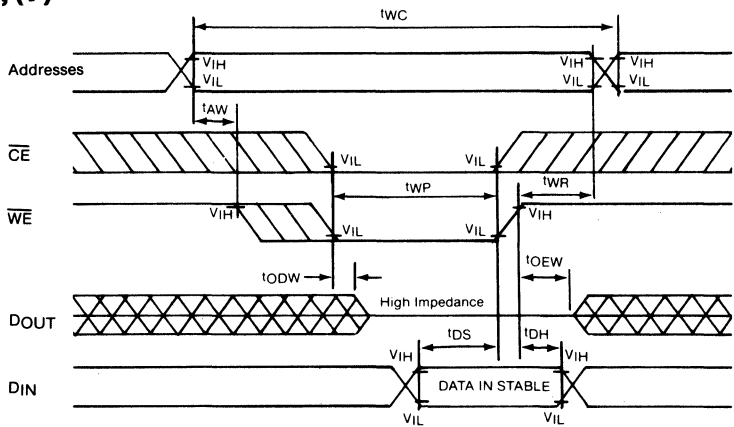 tWC
Addresses
VIH
VIL
VIH
VIL
VIH
VIL
tAW
CE
VIL
VIL
tWP
tWR
WE
VIH
VIL
VIL
VIH
tODW
tOEW
DOUT
High Impedance
tDS
tDH
DIN
VIH
VIH
DATA IN STABLE
VIL
VIL